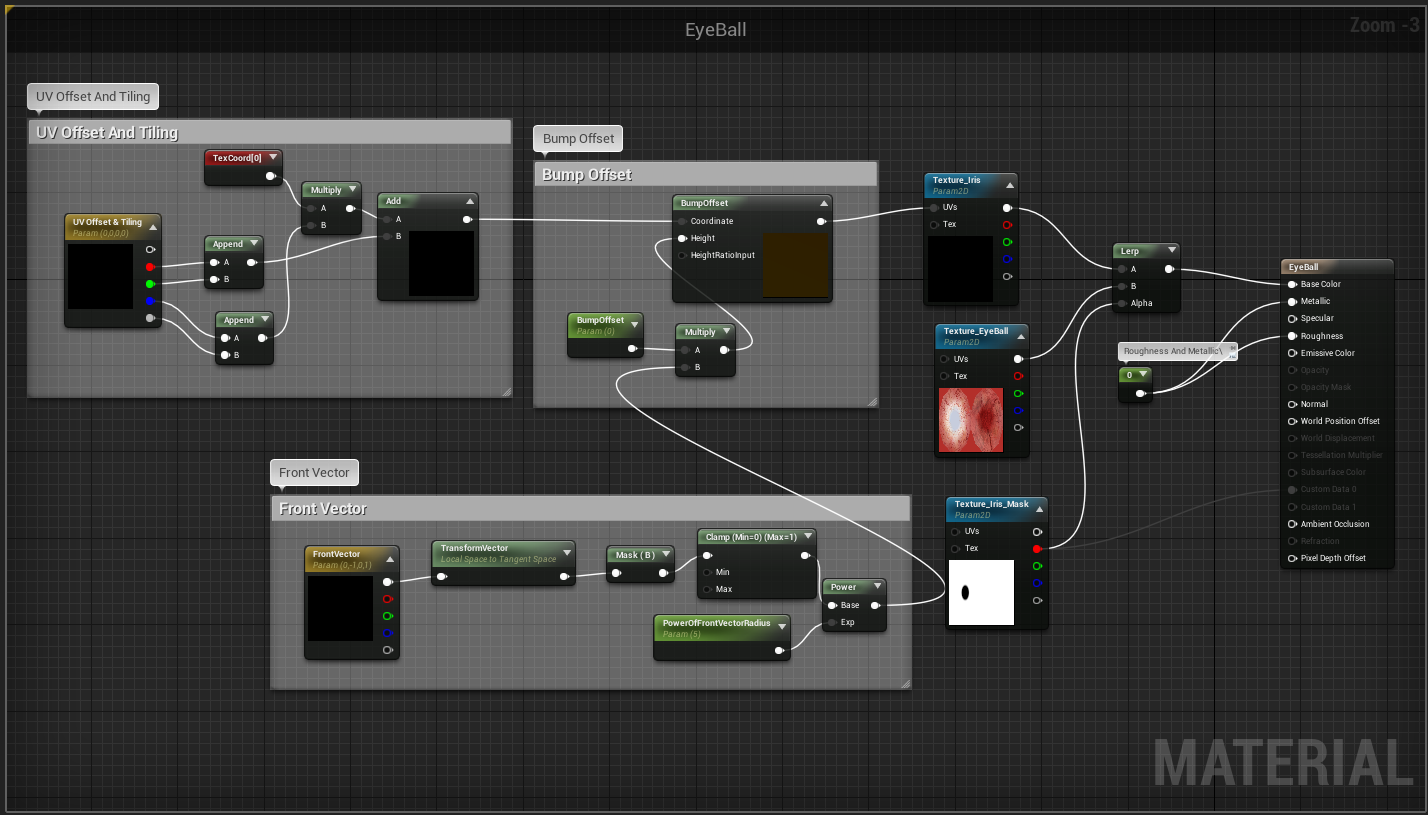 EyeBall
Zoom -3
UV Offset And Tiling
UV Offset And Tiling
TexCoord[0]
UV Offset & Tiling
Param (0,0,0,0)
Append
A
B
Append
A
B
Multiply
A
B
Add
A
B
Bump Offset
Bump Offset
BumpOffset
Coordinate
Height
HeightRatioInput
BumpOffset
Param (0)
Multiply
A
B
Front Vector
Front Vector
FrontVector
Param (0,-1,0,1)
TransformVector
Local Space to Tangent Space
Mask ( B )
Clamp (Min=0) (Max=1)
Min
Max
PowerOfFrontVectorRadius
Param (5)
Power
Base
Exp
Texture_Iris
Param2D
UVs
Tex
Texture_EyeBall
Param2D
UVs
Tex
Texture_Iris_Mask
Param2D
UVs
Tex
Lerp
A
B
Alpha
Roughness And Metallic\
0
EyeBall
Base Color
Metallic
Specular
Roughness
Emissive Color
Opacity
Opacity Mask
Normal
World Position Offset
World Displacement
Tessellation Multiplier
Subsurface Color
Custom Data 0
Custom Data 1
Ambient Occlusion
Refraction
Pixel Depth Offset
MATERIAL